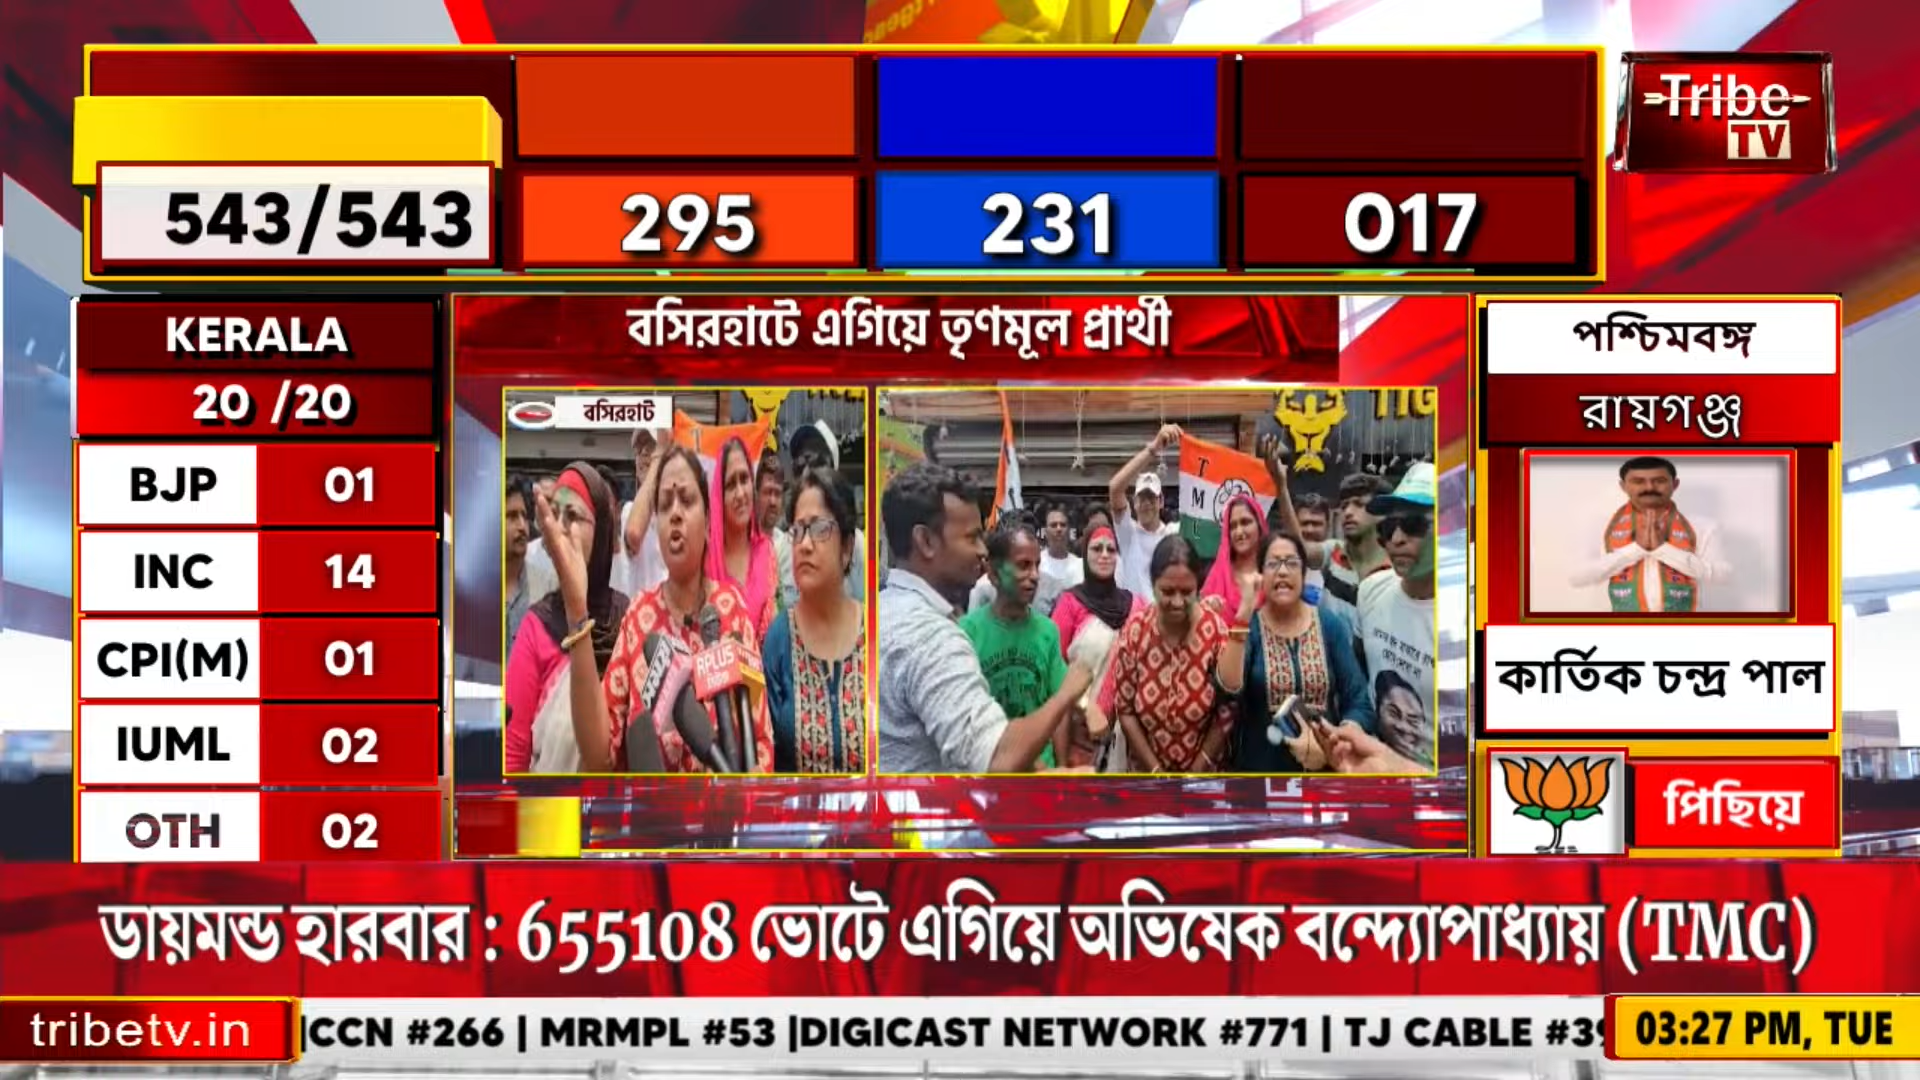 Tribe
TV
543/543
295
231
017
KERALA
20 /20
BJP 01
INC 14
CPI(M) 01
IUML 02
OTH 02
বসিরহাটে এগিয়ে তৃণমূল প্রার্থী
বসিরহাট
T
M
C
RPLUS
পশ্চিমবঙ্গ
রায়গঞ্জ
কার্তিক চন্দ্র পাল
পিছিয়ে
ডায়মন্ড হারবার : 655108 ভোটে এগিয়ে অভিষেক বন্দ্যোপাধ্যায় (TMC)
tribetv.in
|CCN #266 | MRMPL #53 |DIGICAST NETWORK #771 | TJ CABLE #39
03:27 PM, TUE